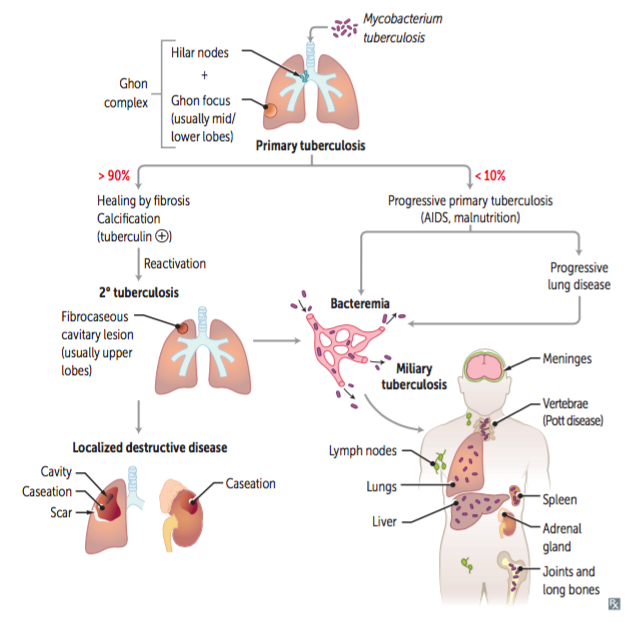 Mycobacterium
tuberculosis
Hilar nodes
+
Ghon
complex
Ghon focus
(usually mid/
lower lobes)
Primary tuberculosis
> 90%
< 10%
Healing by fibrosis
Calcification
(tuberculin ⊕)
Progressive primary tuberculosis
(AIDS, malnutrition)
Reactivation
Progressive
lung disease
2° tuberculosis
Bacteremia
Fibrocaseous
cavitary lesion
(usually upper
lobes)
Miliary
tuberculosis
Meninges
Vertebrae
(Pott disease)
Localized destructive disease
Lymph nodes
Cavity
Caseation
Scar
Caseation
Lungs
Liver
Spleen
Adrenal
gland
Joints and
long bones
Rx